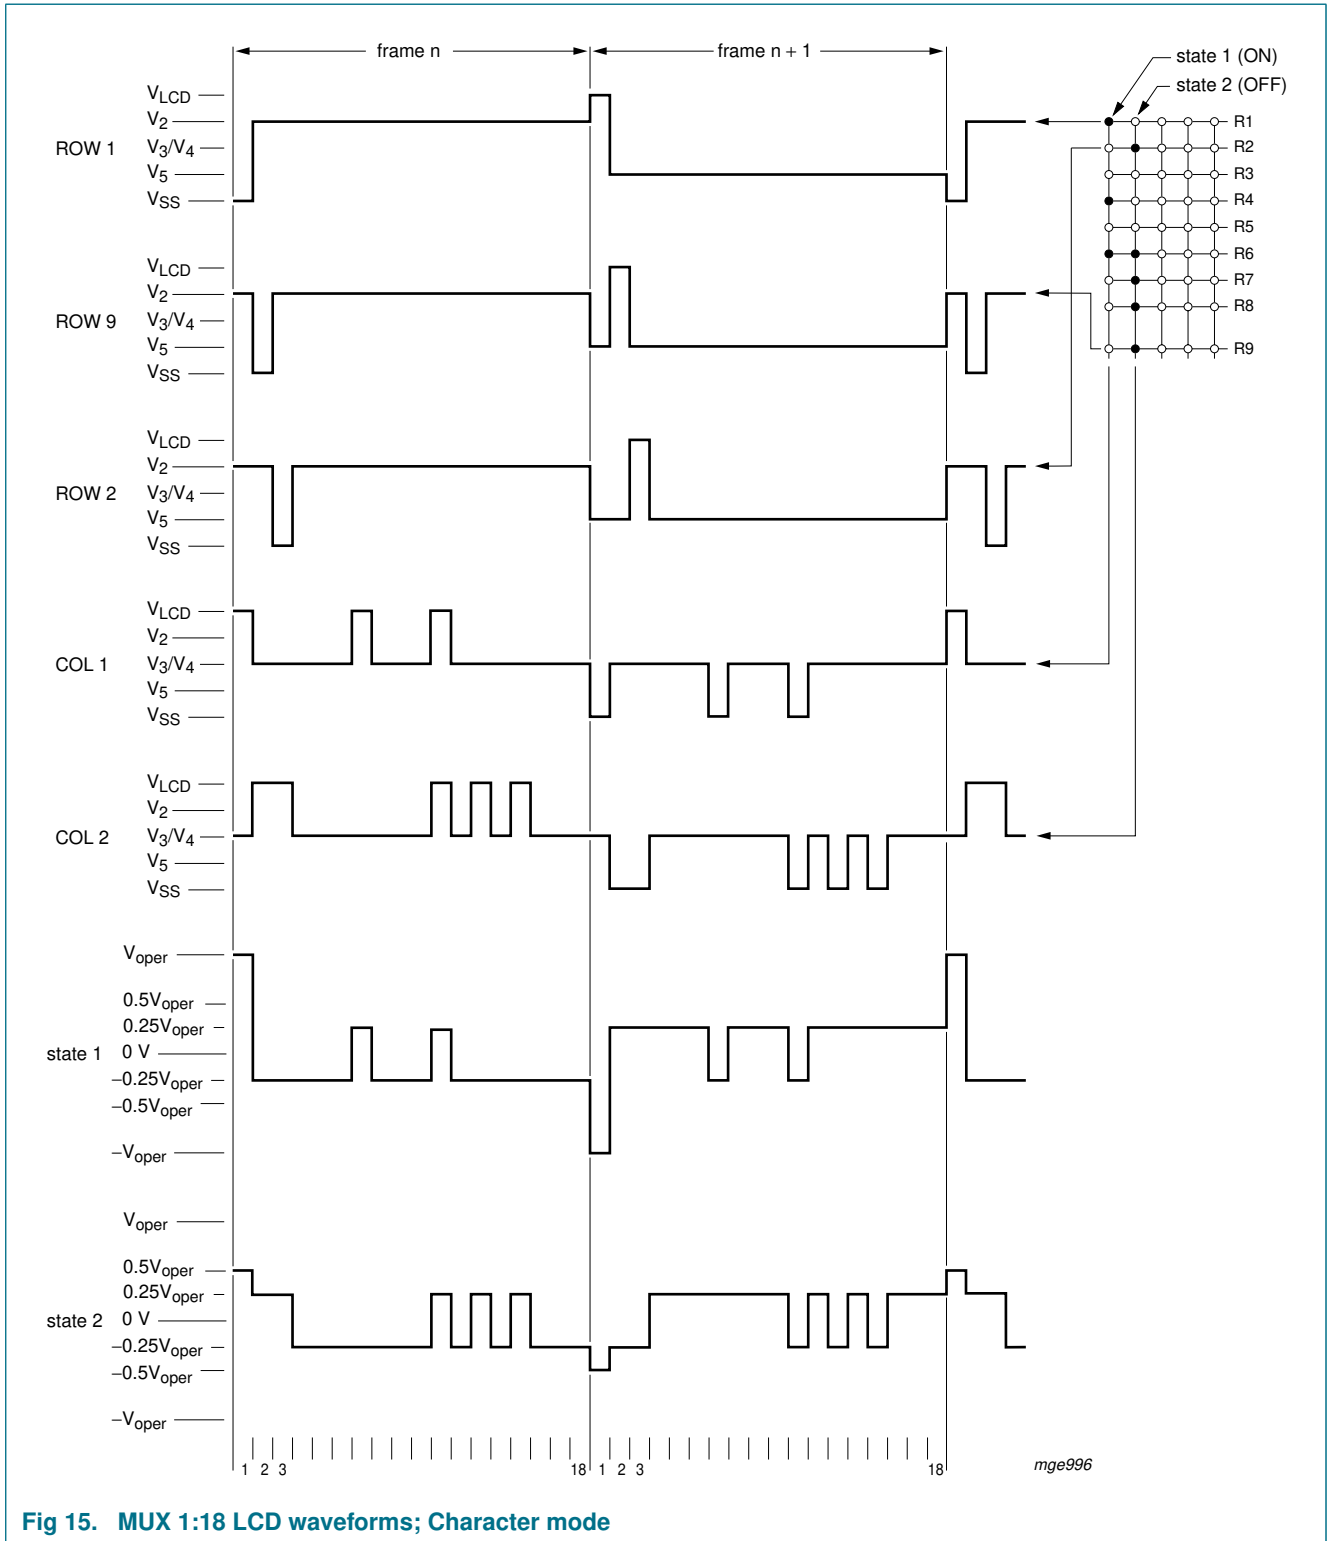 frame n
frame n + 1
state 1 (ON)
state 2 (OFF)
R1
R2
R3
R4
R5
R6
R7
R8
R9
ROW 1
VLCD
V2
V3/V4
V5
VSS
ROW 9
VLCD
V2
V3/V4
V5
VSS
ROW 2
VLCD
V2
V3/V4
V5
VSS
COL 1
VLCD
V2
V3/V4
V5
VSS
COL 2
VLCD
V2
V3/V4
V5
VSS
state 1
Voper
0.5Voper
0.25Voper
0 V
−0.25Voper
−0.5Voper
−Voper
state 2
Voper
0.5Voper
0.25Voper
0 V
−0.25Voper
−0.5Voper
−Voper
1 2 3 18 1 2 3 18
mge996
Fig 15. MUX 1:18 LCD waveforms; Character mode